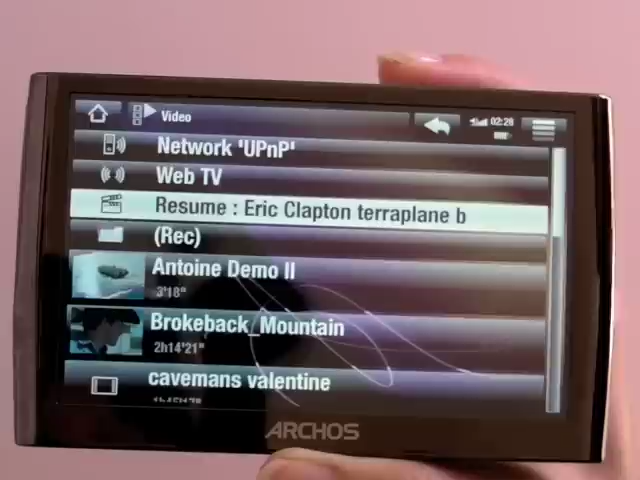 Video
02:28
Network 'UPnP'
Web TV
Resume : Eric Clapton terraplane b
(Rec)
Antoine Demo II
3'18"
Brokeback_Mountain
2h14'21"
cavemans valentine
ARCHOS